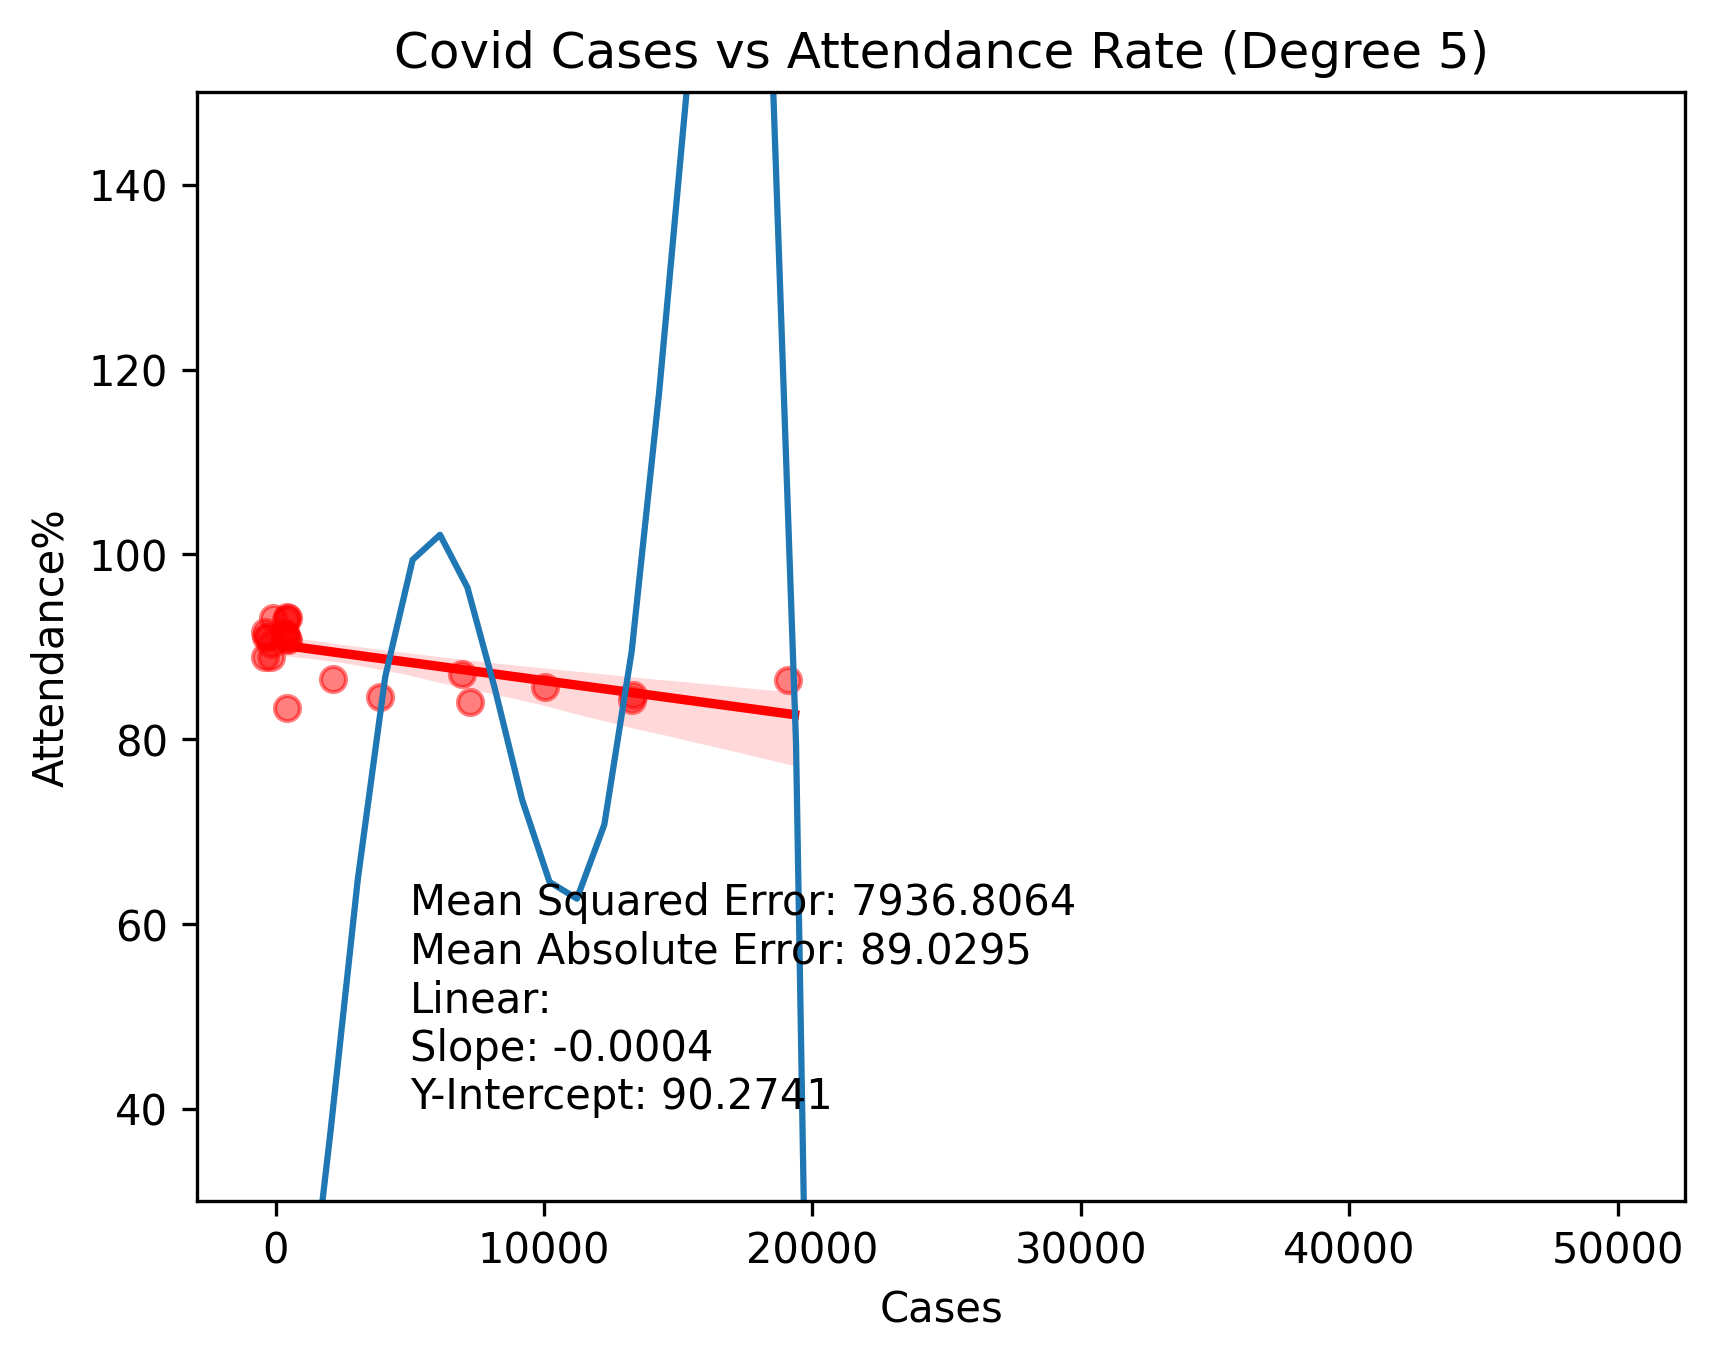 Covid Cases vs Attendance Rate (Degree 5)
140
120
100
80
60
40
Attendance%
Mean Squared Error: 7936.8064
Mean Absolute Error: 89.0295
Linear:
Slope: -0.0004
Y-Intercept: 90.2741
0 10000 20000 30000 40000 50000
Cases